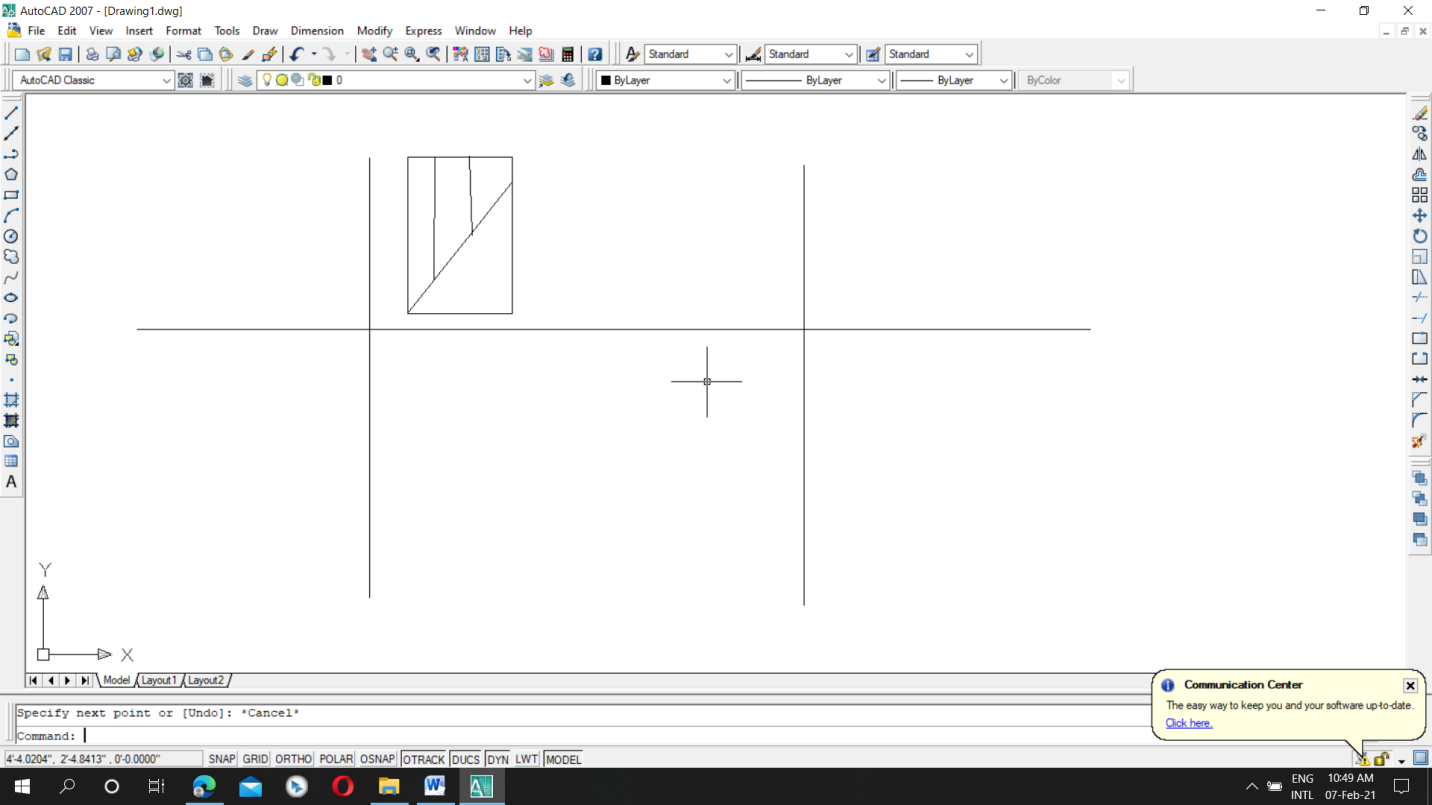 AutoCAD 2007 - [Drawing1.dwg]
File Edit View Insert Format Tools Draw Dimension Modify Express Window Help
Standard Standard Standard
AutoCAD Classic 0 ByLayer ByLayer ByLayer ByColor
Y
X
Model Layout1 Layout2
Communication Center
The easy way to keep you and your software up-to-date.
Click here.
Specify next point or [Undo]: *Cancel*
Command:
4'-4.0204", 2'-4.8413" , 0'-0.0000" SNAP GRID ORTHO POLAR OSNAP OTRACK DUCS DYN LWT MODEL
ENG 10:49 AM
INTL 07-Feb-21